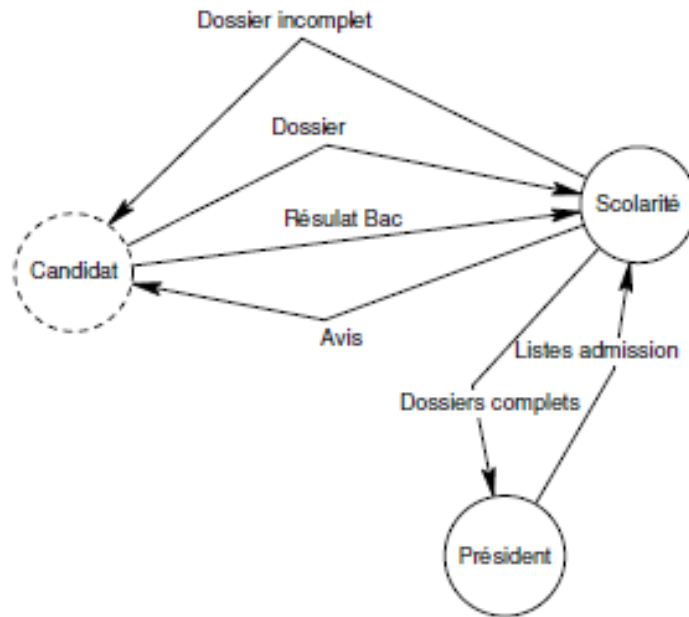 Dossier incomplet
Dossier
Scolarité
Résulat Bac
Candidat
Avis
Listes admission
Dossiers complets
Président